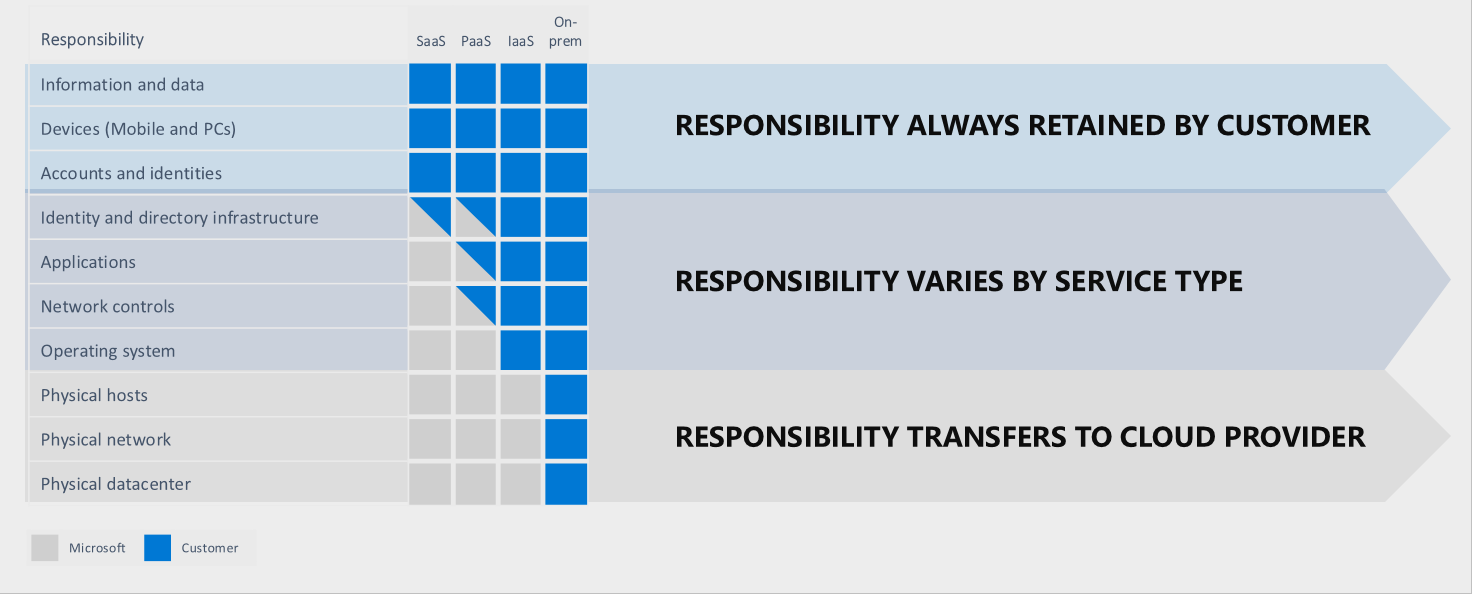 Responsibility
SaaS
PaaS
IaaS
On-
prem
Information and data
Devices (Mobile and PCs)
Accounts and identities
RESPONSIBILITY ALWAYS RETAINED BY CUSTOMER
Identity and directory infrastructure
Applications
Network controls
Operating system
RESPONSIBILITY VARIES BY SERVICE TYPE
Physical hosts
Physical network
Physical datacenter
RESPONSIBILITY TRANSFERS TO CLOUD PROVIDER
Microsoft
Customer